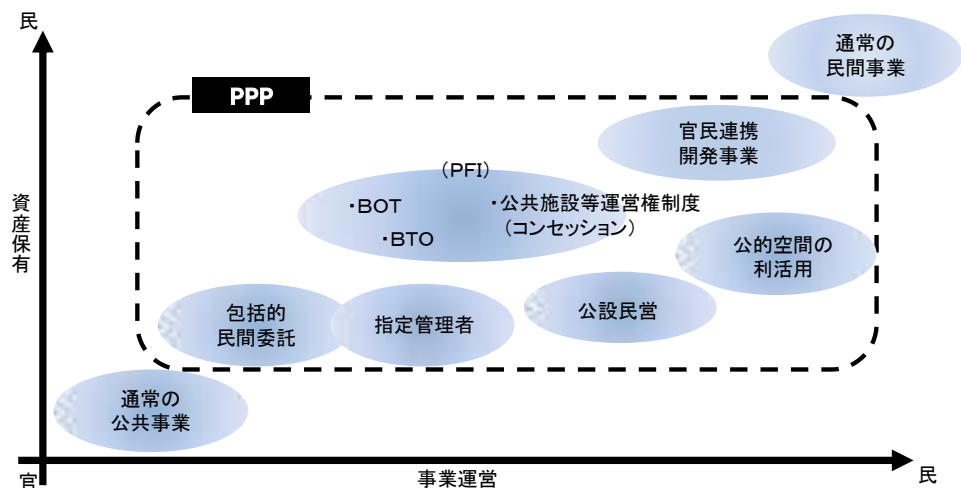 民
通常の
民間事業
PPP
官民連携
開発事業
(PFI)
・BOT
・公共施設等運営権制度
(コンセッション)
・BTO
資産保有
公的空間の
利活用
包括的
民間委託
指定管理者
公設民営
通常の
公共事業
官
事業運営
民